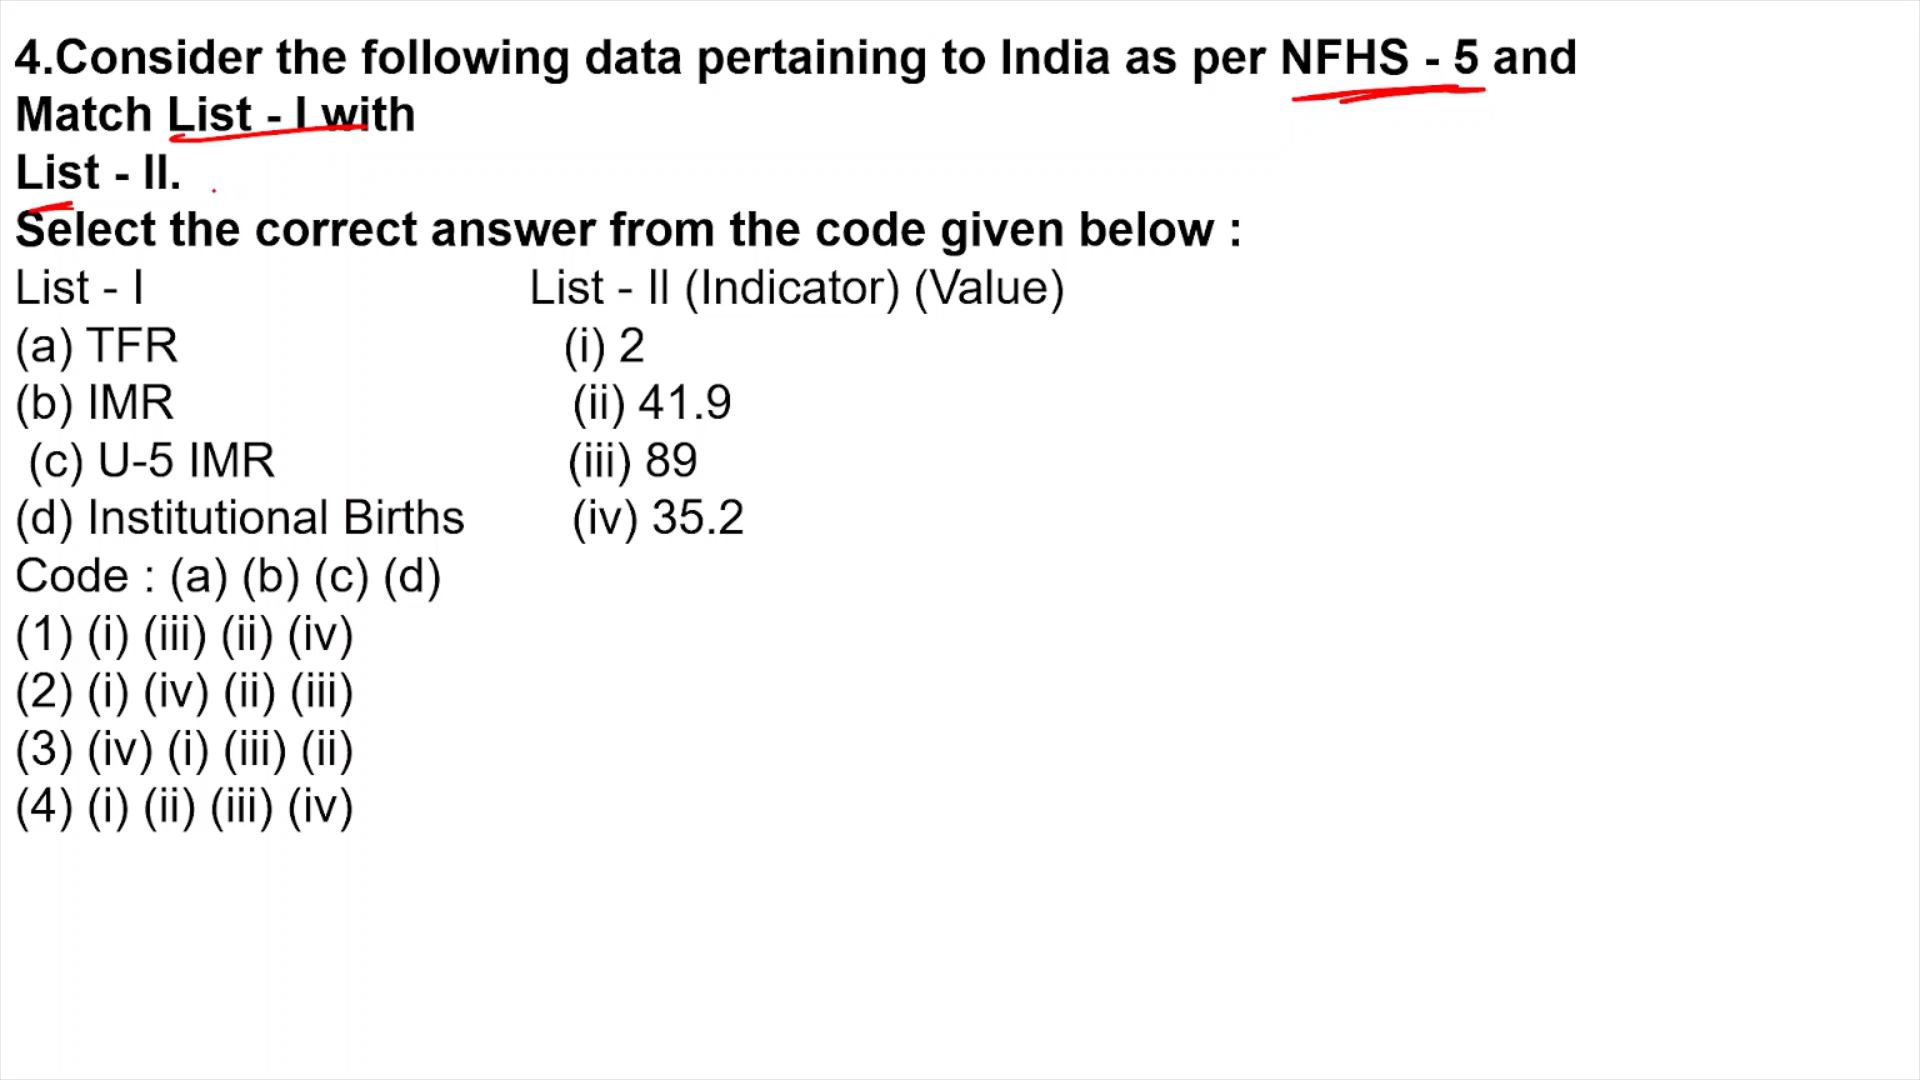 4.Consider the following data pertaining to India as per NFHS - 5 and
Match List - I with
List - II.
Select the correct answer from the code given below :
List - I List - II (Indicator) (Value)
(a) TFR (i) 2
(b) IMR (ii) 41.9
(c) U-5 IMR (iii) 89
(d) Institutional Births (iv) 35.2
Code : (a) (b) (c) (d)
(1) (i) (iii) (ii) (iv)
(2) (i) (iv) (ii) (iii)
(3) (iv) (i) (iii) (ii)
(4) (i) (ii) (iii) (iv)